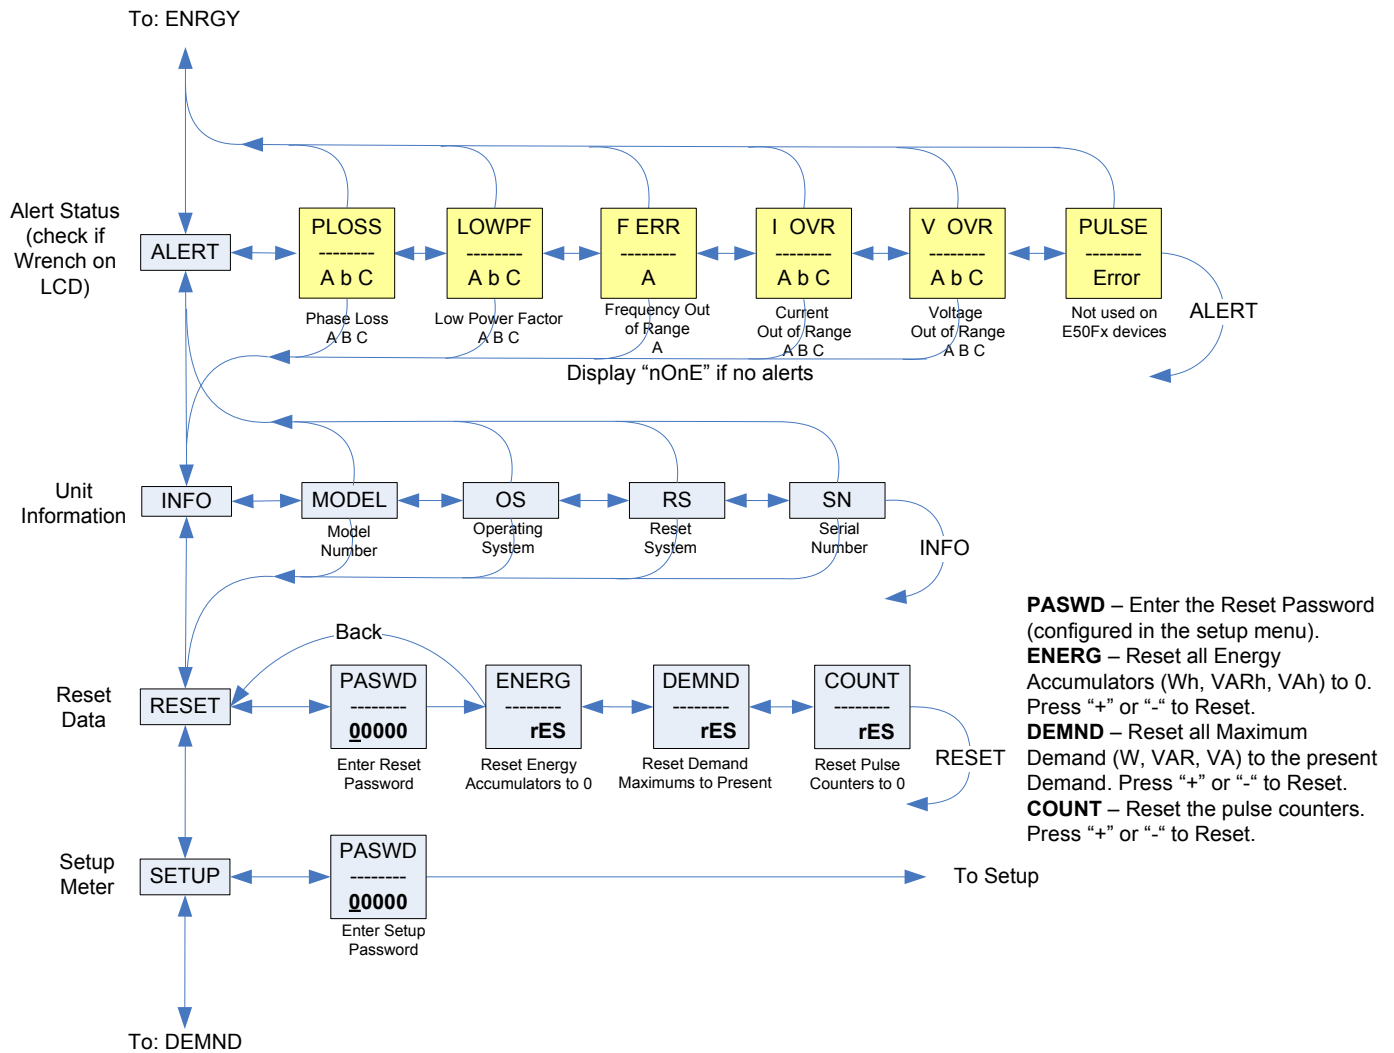 To: ENRGY
Alert Status
(check if
Wrench on
LCD)
ALERT
PLOSS
--------
A b C
Phase Loss
A B C
LOWPF
--------
A b C
Low Power Factor
A B C
F ERR
--------
A
Frequency Out
of Range
A
I OVR
--------
A b C
Current
Out of Range
A B C
V OVR
--------
A b C
Voltage
Out of Range
A B C
PULSE
--------
Error
Not used on
E50Fx devices
ALERT
Display “nOnE” if no alerts
Unit
Information
INFO
MODEL
Model
Number
OS
Operating
System
RS
Reset
System
SN
Serial
Number
INFO
Back
Reset
Data
RESET
PASWD
--------
00000
Enter Reset
Password
ENERG
--------
rES
Reset Energy
Accumulators to 0
DEMND
--------
rES
Reset Demand
Maximums to Present
COUNT
--------
rES
Reset Pulse
Counters to 0
RESET
PASWD – Enter the Reset Password
(configured in the setup menu).
ENERG – Reset all Energy
Accumulators (Wh, VARh, VAh) to 0.
Press “+” or “-“ to Reset.
DEMND – Reset all Maximum
Demand (W, VAR, VA) to the present
Demand. Press “+” or “-“ to Reset.
COUNT – Reset the pulse counters.
Press “+” or “-“ to Reset.
Setup
Meter
SETUP
PASWD
--------
00000
Enter Setup
Password
To Setup
To: DEMND